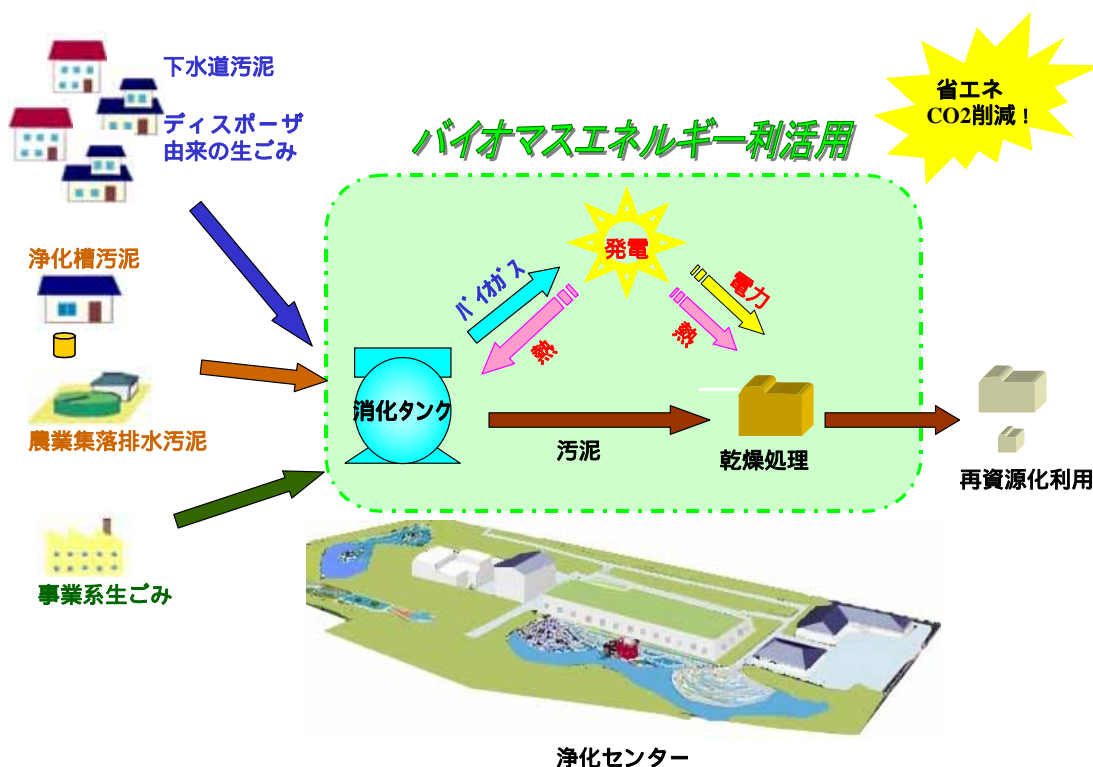 下水道汚泥
ディスポーザ
由来の生ごみ
省エネ
CO2削減！
バイオマスエネルギー利活用
浄化槽汚泥
発電
バイオガス
熱
電力
熱
消化タンク
農業集落排水汚泥
汚泥
乾燥処理
再資源化利用
事業系生ごみ
浄化センター